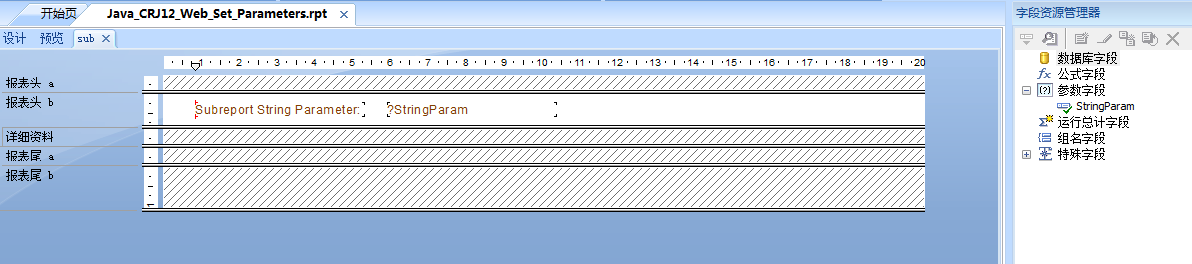 开始页 Java_CRJ12_Web_Set_Parameters.rpt
设计 预览 sub
1 2 3 4 5 6 7 8 9 10 11 12 13 14 15 16 17 18 19 20
报表头 a
报表头 b
Subreport String Parameter: ?StringParam
详细资料
报表尾 a
报表尾 b
字段资源管理器
数据库字段
公式字段
参数字段
StringParam
运行总计字段
组名字段
特殊字段